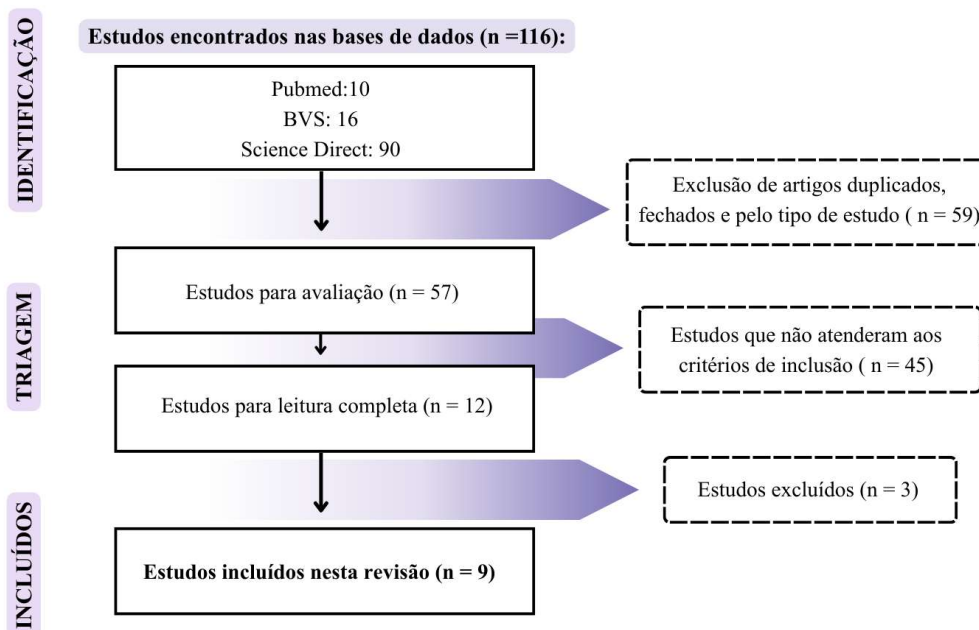 IDENTIFICAÇÃO
Estudos encontrados nas bases de dados (n =116):
Pubmed:10
BVS: 16
Science Direct: 90
Exclusão de artigos duplicados,
fechados e pelo tipo de estudo ( n = 59)
TRIAGEM
Estudos para avaliação (n = 57)
Estudos que não atenderam aos
critérios de inclusão ( n = 45)
Estudos para leitura completa (n = 12)
Estudos excluídos (n = 3)
INCLUÍDOS
Estudos incluídos nesta revisão (n = 9)